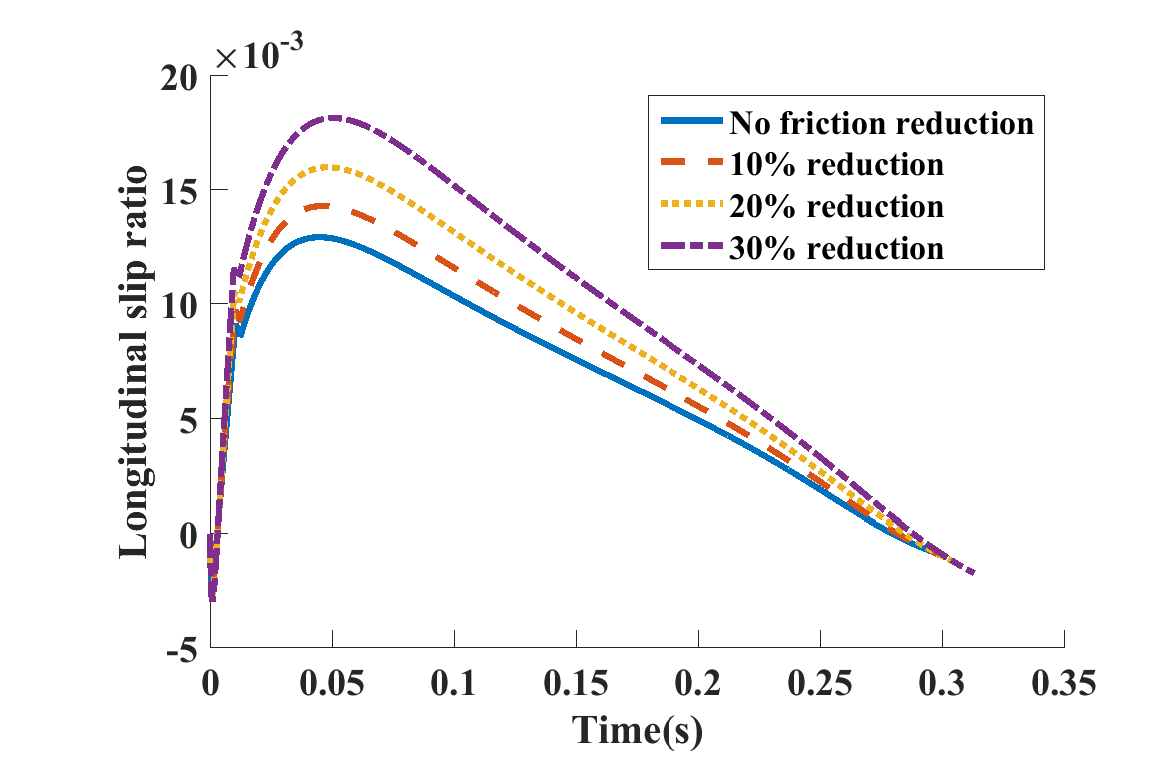 ×10-3
20
15
10
5
0
-5
Longitudinal slip ratio
No friction reduction
10% reduction
20% reduction
30% reduction
0 0.05 0.1 0.15 0.2 0.25 0.3 0.35
Time(s)